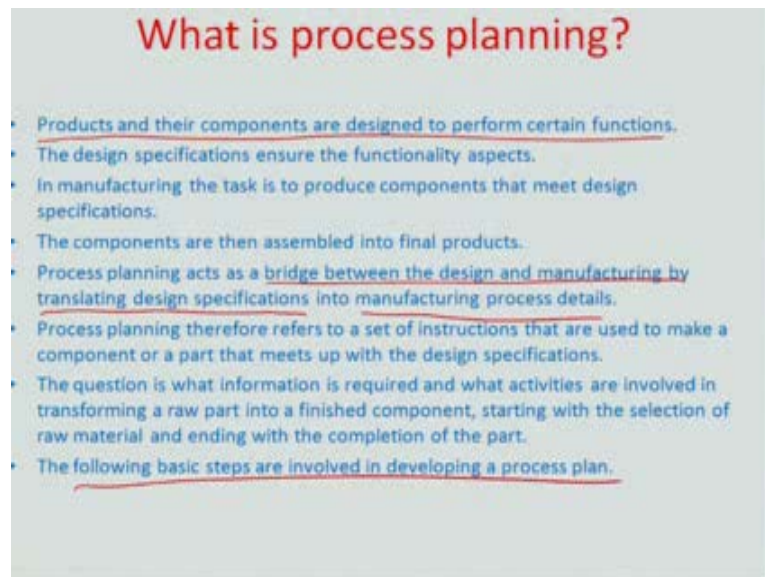 What is process planning?
• Products and their components are designed to perform certain functions.
• The design specifications ensure the functionality aspects.
• In manufacturing the task is to produce components that meet design
specifications.
• The components are then assembled into final products.
• Process planning acts as a bridge between the design and manufacturing by
translating design specifications into manufacturing process details.
• Process planning therefore refers to a set of instructions that are used to make a
component or a part that meets up with the design specifications.
• The question is what information is required and what activities are involved in
transforming a raw part into a finished component, starting with the selection of
raw material and ending with the completion of the part.
• The following basic steps are involved in developing a process plan.